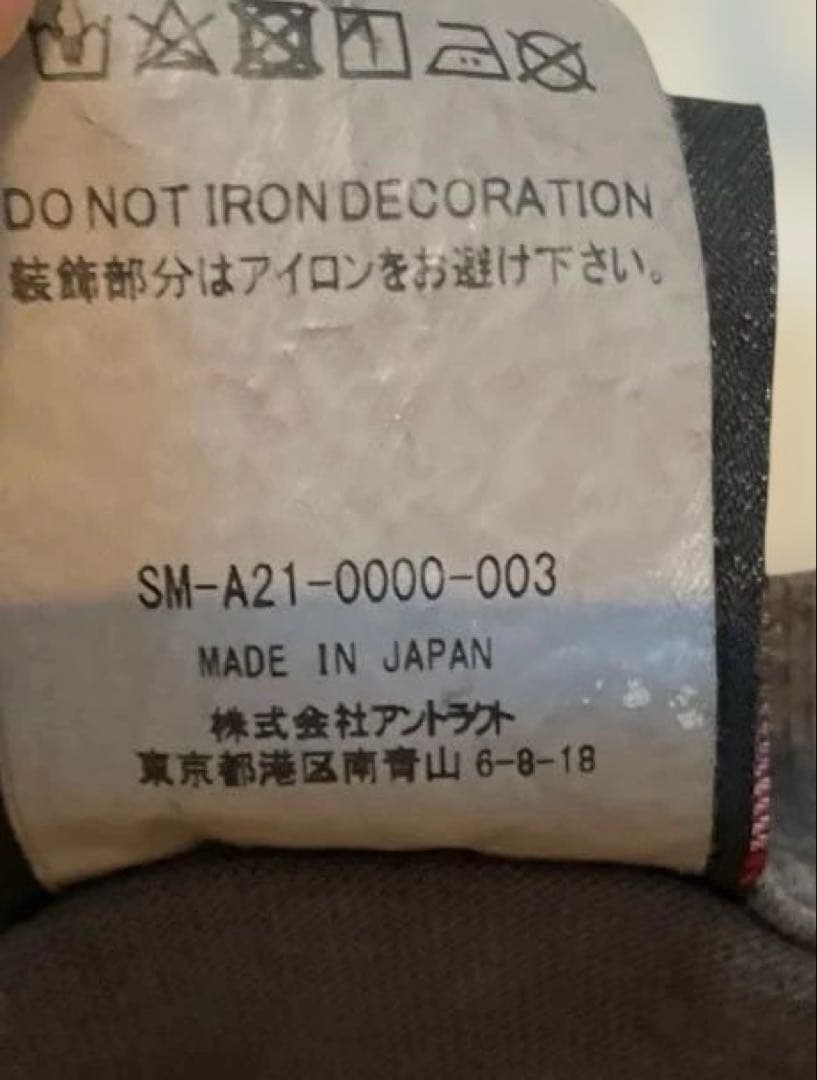 DO NOT IRON DECORATION
装飾部分はアイロンをお避け下さい。
SM-A21-0000-003
MADE IN JAPAN
株式会社アントラクト
東京都港区南青山 6-8-18